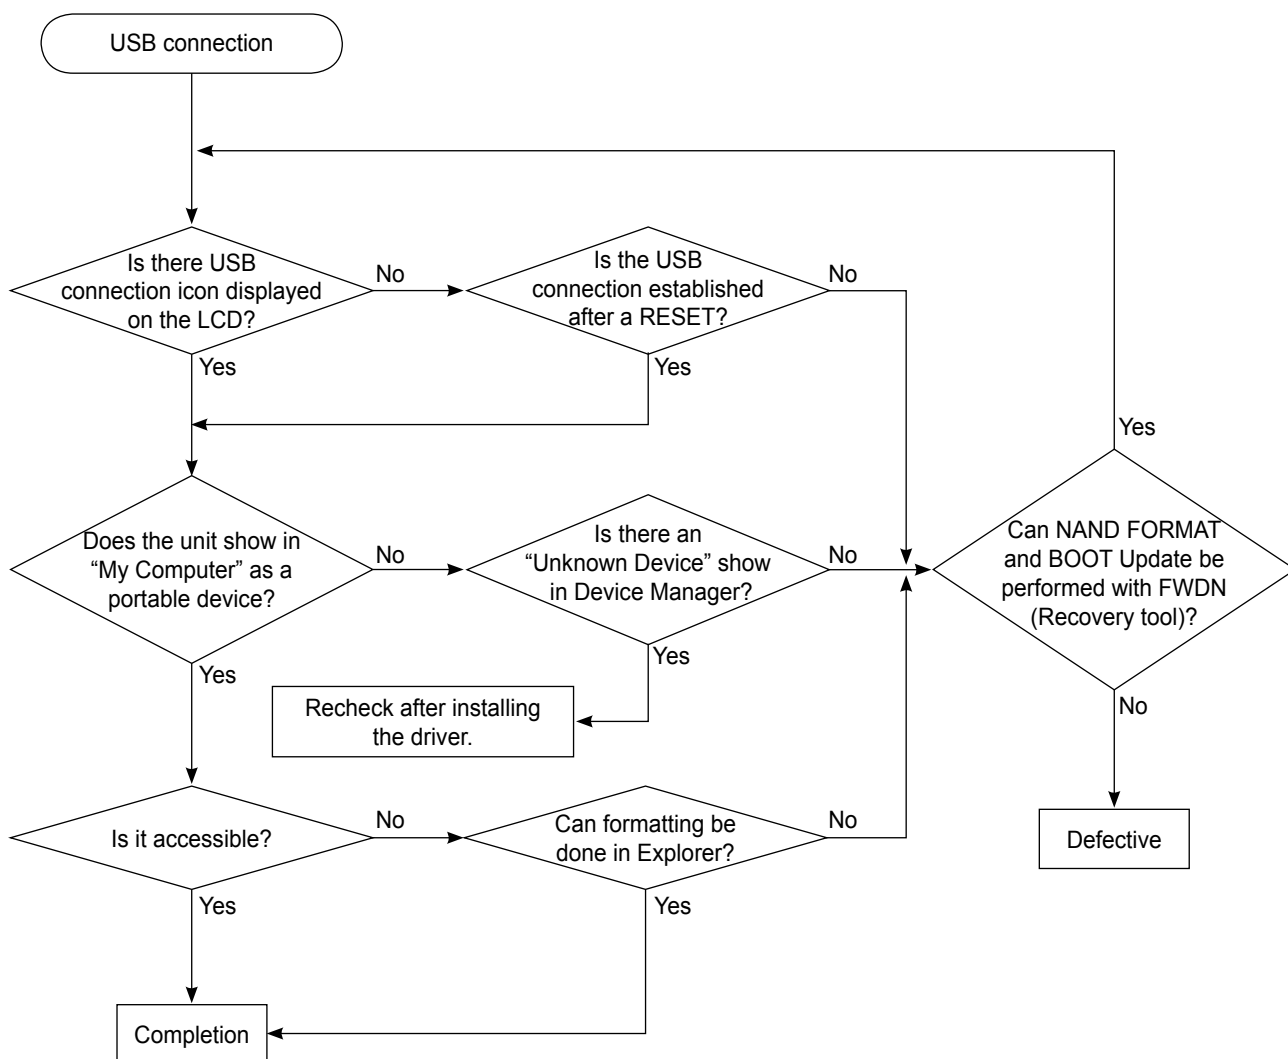 USB connection
Is there USB
connection icon displayed
on the LCD?
No
Is the USB
connection established
after a RESET?
No
Yes
Yes
Yes
Does the unit show in
“My Computer” as a
portable device?
No
Is there an
“Unknown Device” show
in Device Manager?
No
Can NAND FORMAT
and BOOT Update be
performed with FWDN
(Recovery tool)?
Yes
Yes
No
Recheck after installing
the driver.
Is it accessible?
No
Can formatting be
done in Explorer?
No
Defective
Yes
Yes
Completion